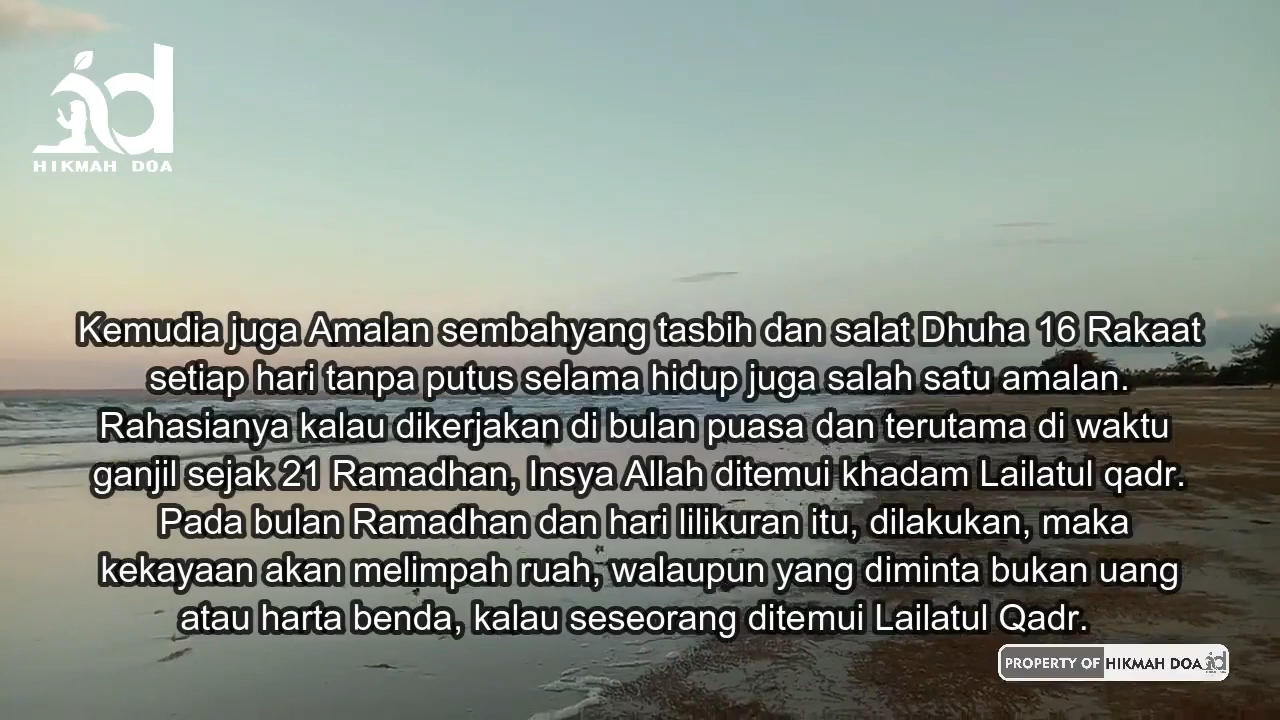 id
HIKMAH DOA
Kemudia juga Amalan sembahyang tasbih dan salat Dhuha 16 Rakaat
setiap hari tanpa putus selama hidup juga salah satu amalan.
Rahasianya kalau dikerjakan di bulan puasa dan terutama di waktu
ganjil sejak 21 Ramadhan, Insya Allah ditemui khadam Lailatul qadr.
Pada bulan Ramadhan dan hari lilikuran itu, dilakukan, maka
kekayaan akan melimpah ruah, walaupun yang diminta bukan uang
atau harta benda, kalau seseorang ditemui Lailatul Qadr.
PROPERTY OF HIKMAH DOA id